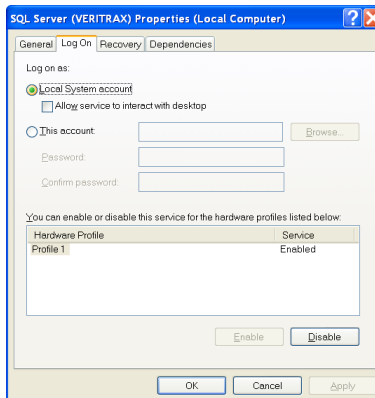 SQL Server (VERITRAX) Properties (Local Computer)
General Log On Recovery Dependencies
Log on as:
Local System account
Allow service to interact with desktop
This account:
Browse...
Password:
Confirm password:
You can enable or disable this service for the hardware profiles listed below:
Hardware Profile Service
Profile 1 Enabled
Enable Disable
OK Cancel Apply